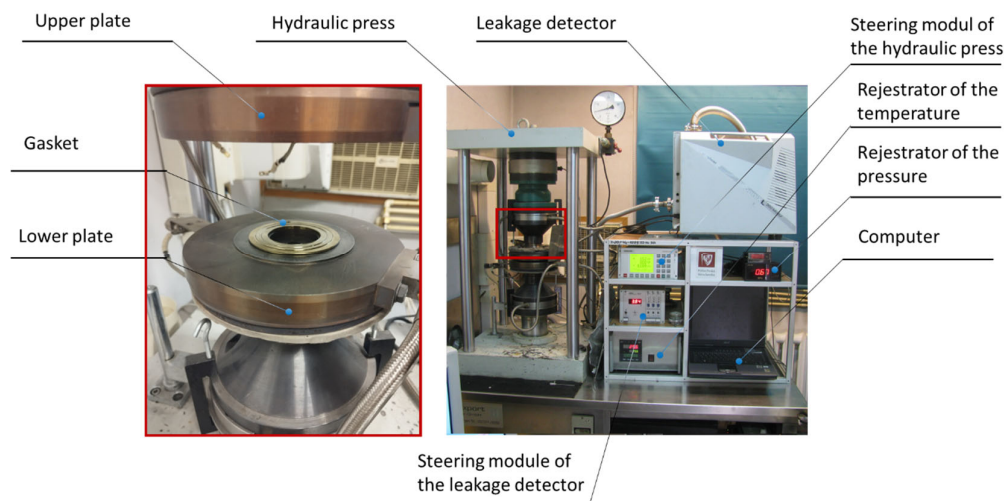 Upper plate
Hydraulic press
Leakage detector
Steering modul of
the hydraulic press
Rejestrator of the
temperature
Rejestrator of the
pressure
Computer
Gasket
Lower plate
Steering module of
the leakage detector